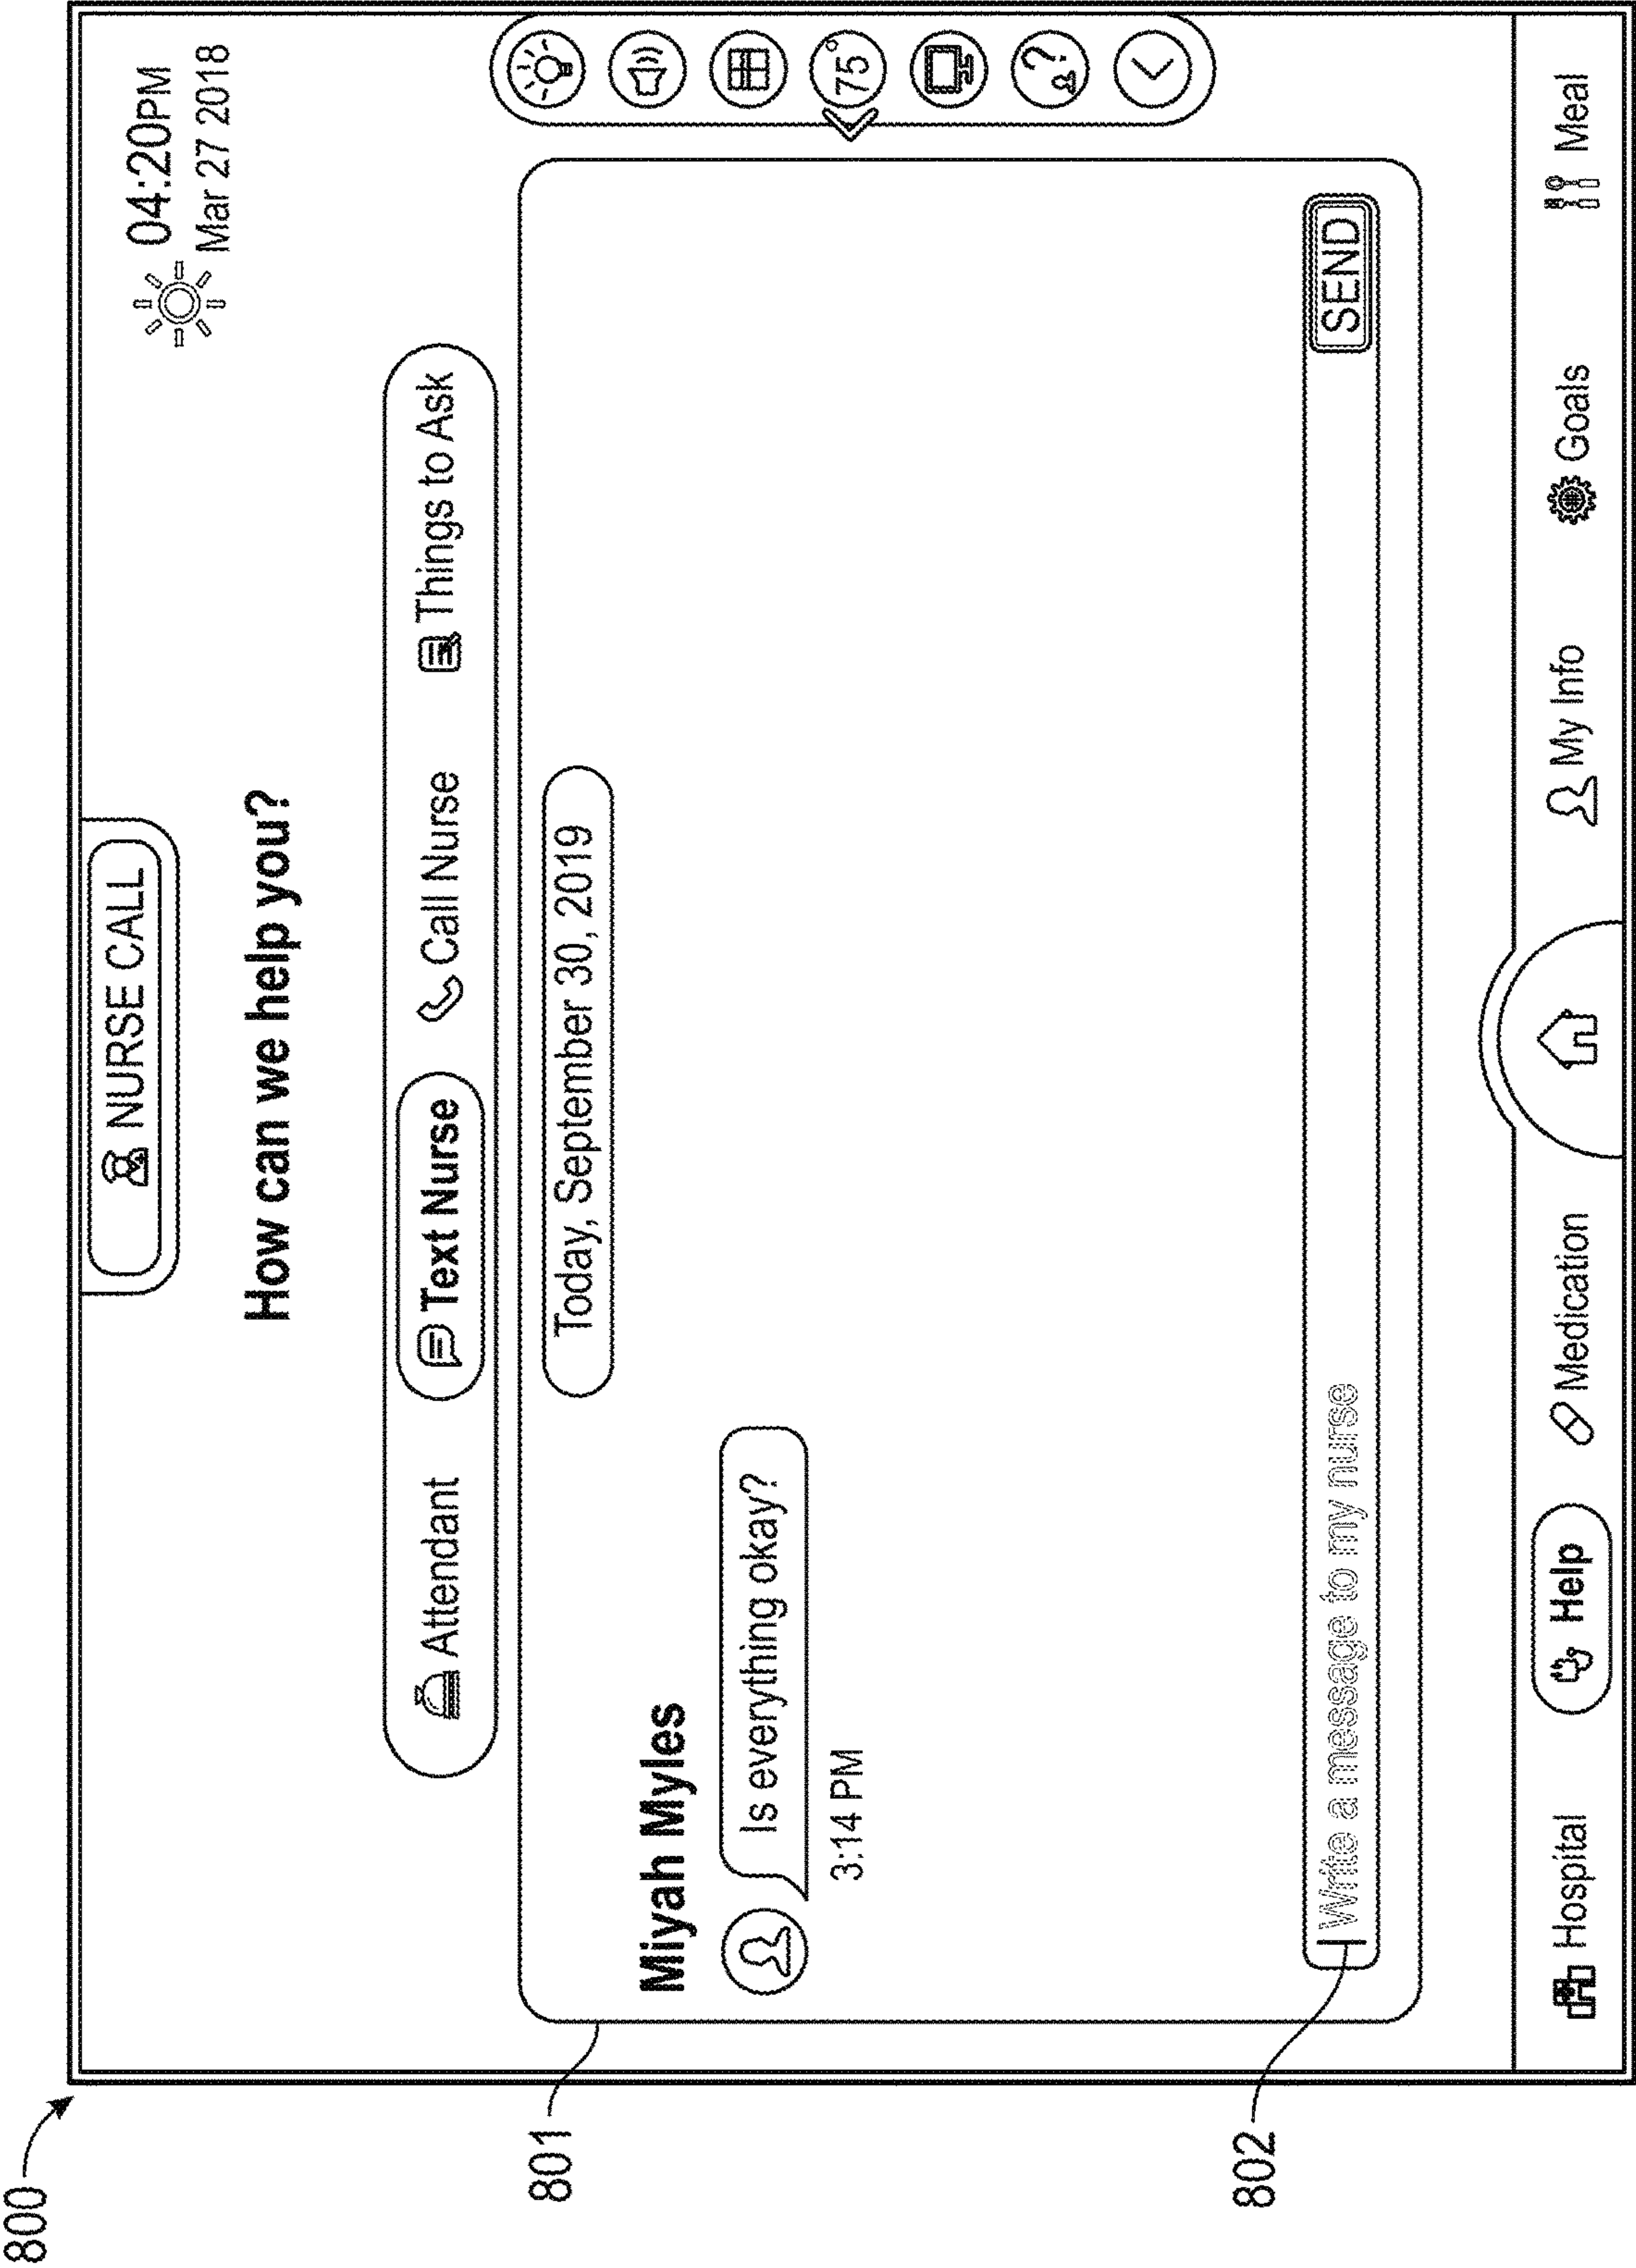 800
NURSE CALL
04:20PM
Mar 27 2018
How can we help you?
Attendant
Text Nurse
Call Nurse
Things to Ask
801
Today, September 30, 2019
Miyah Myles
Is everything okay?
3:14 PM
75°
?
802
Write a message to my nurse
SEND
Hospital
Help
Medication
My Info
Goals
Meal